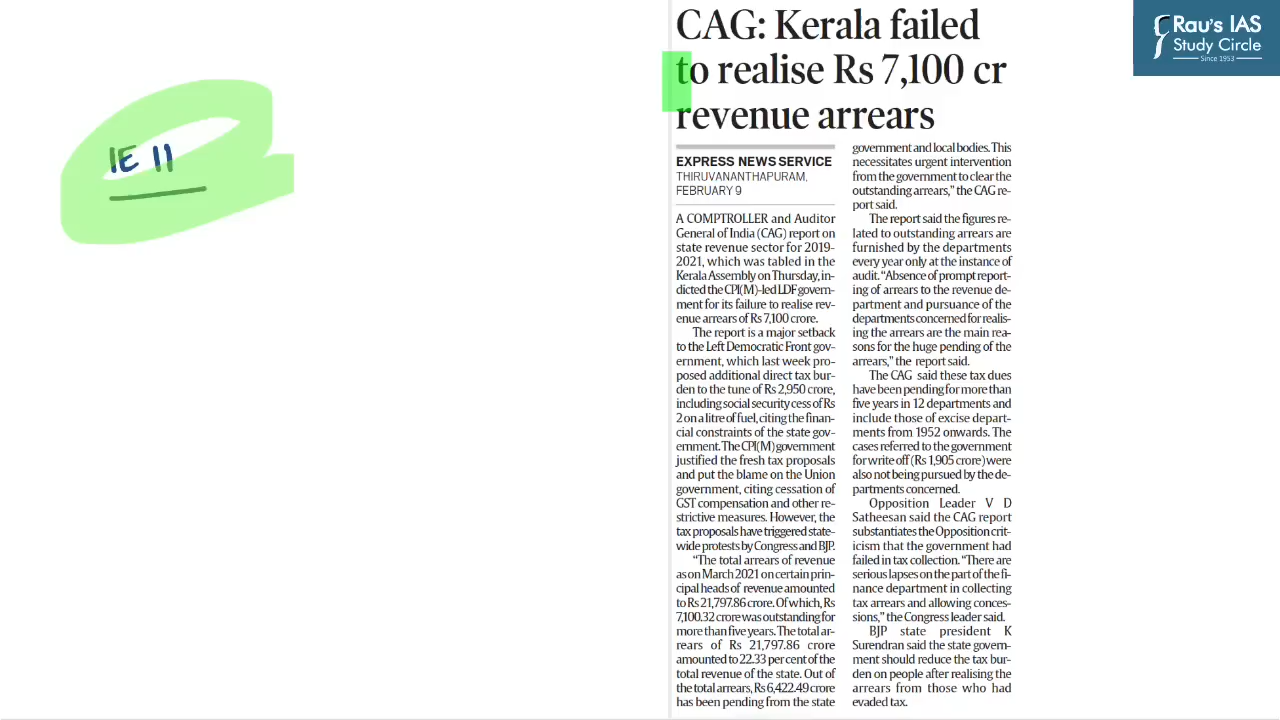 IE 11
CAG: Kerala failed
to realise Rs 7,100 cr
revenue arrears
EXPRESS NEWS SERVICE
THIRUVANANTHAPURAM,
FEBRUARY 9
A COMPTROLLER and Auditor
General of India (CAG) report on
state revenue sector for 2019-
2021, which was tabled in the
Kerala Assembly on Thursday, in-
dicted the CPI(M)-led LDF govern-
ment for its failure to realise rev-
enue arrears of Rs 7,100 crore.
The report is a major setback
to the Left Democratic Front gov-
ernment, which last week pro-
posed additional direct tax bur-
den to the tune of Rs 2,950 crore,
including social security cess of Rs
2 on a litre of fuel, citing the finan-
cial constraints of the state gov-
ernment. The CPI(M) government
justified the fresh tax proposals
and put the blame on the Union
government, citing cessation of
GST compensation and other re-
strictive measures. However, the
tax proposals have triggered state-
wide protests by Congress and BJP.
“The total arrears of revenue
as on March 2021 on certain prin-
cipal heads of revenue amounted
to Rs 21,797.86 crore. Of which, Rs
7,100.32 crore was outstanding for
more than five years. The total ar-
rears of Rs 21,797.86 crore
amounted to 22.33 per cent of the
total revenue of the state. Out of
the total arrears, Rs 6,422.49 crore
has been pending from the state
government and local bodies. This
necessitates urgent intervention
from the government to clear the
outstanding arrears,” the CAG re-
port said.
The report said the figures re-
lated to outstanding arrears are
furnished by the departments
every year only at the instance of
audit. “Absence of prompt report-
ing of arrears to the revenue de-
partment and pursuance of the
departments concerned for realis-
ing the arrears are the main rea-
sons for the huge pending of the
arrears,” the report said.
The CAG said these tax dues
have been pending for more than
five years in 12 departments and
include those of excise depart-
ments from 1952 onwards. The
cases referred to the government
for write off (Rs 1,905 crore) were
also not being pursued by the de-
partments concerned.
Opposition Leader V D
Satheesan said the CAG report
substantiates the Opposition crit-
icism that the government had
failed in tax collection. “There are
serious lapses on the part of the fi-
nance department in collecting
tax arrears and allowing conces-
sions,” the Congress leader said.
BJP state president K
Surendran said the state govern-
ment should reduce the tax bur-
den on people after realising the
arrears from those who had
evaded tax.
Rau's IAS
Study Circle
Since 1953